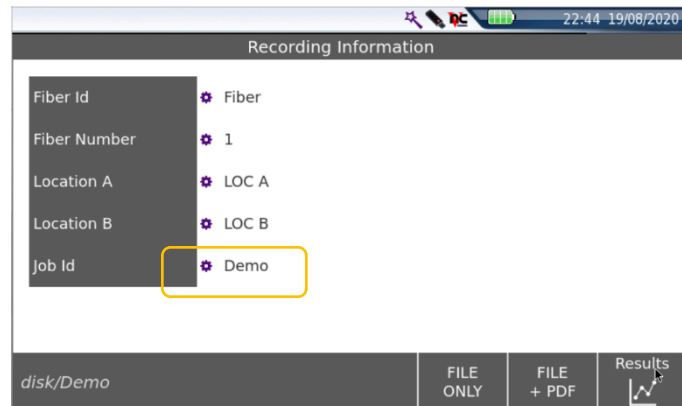 nc 22:44 19/08/2020
Recording Information
Fiber Id Fiber
Fiber Number 1
Location A LOC A
Location B LOC B
Job Id Demo
disk/Demo
FILE
ONLY
FILE
+ PDF
Results